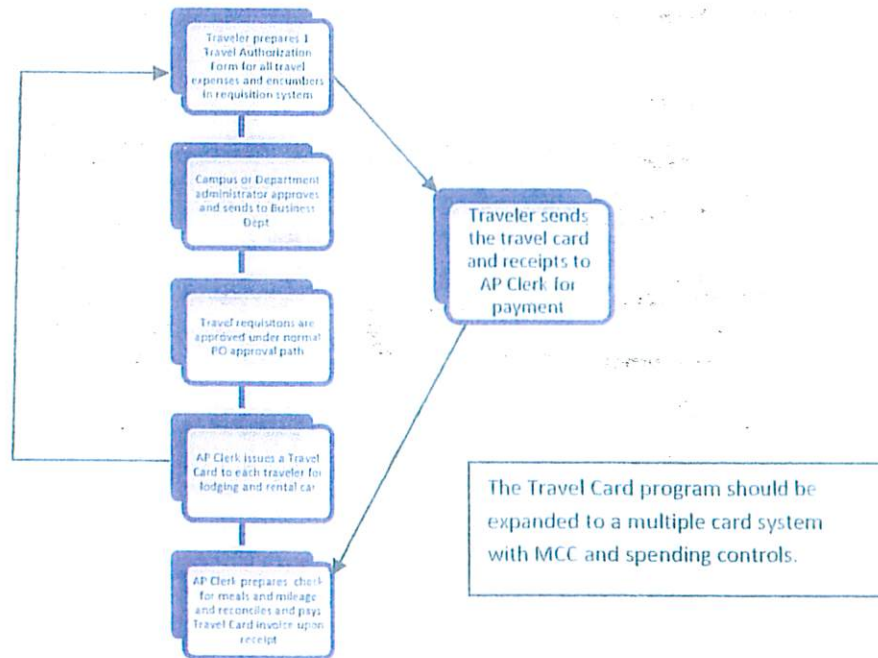 Traveler prepares 1
Travel Authorization
Form for all travel
expenses and encumbers
in requisition system
Campus or Department
administrator approves
and sends to Business
Dept
Travel requisitons are
approved under normal
PO approval path
AP Clerk issues a Travel
Card to each traveler for
lodging and rental car
AP Clerk prepares check
for meals and mileage
and reconciles and pays
Travel Card invoice upon
receipt
Traveler sends
the travel card
and receipts to
AP Clerk for
payment
The Travel Card program should be
expanded to a multiple card system
with MCC and spending controls.